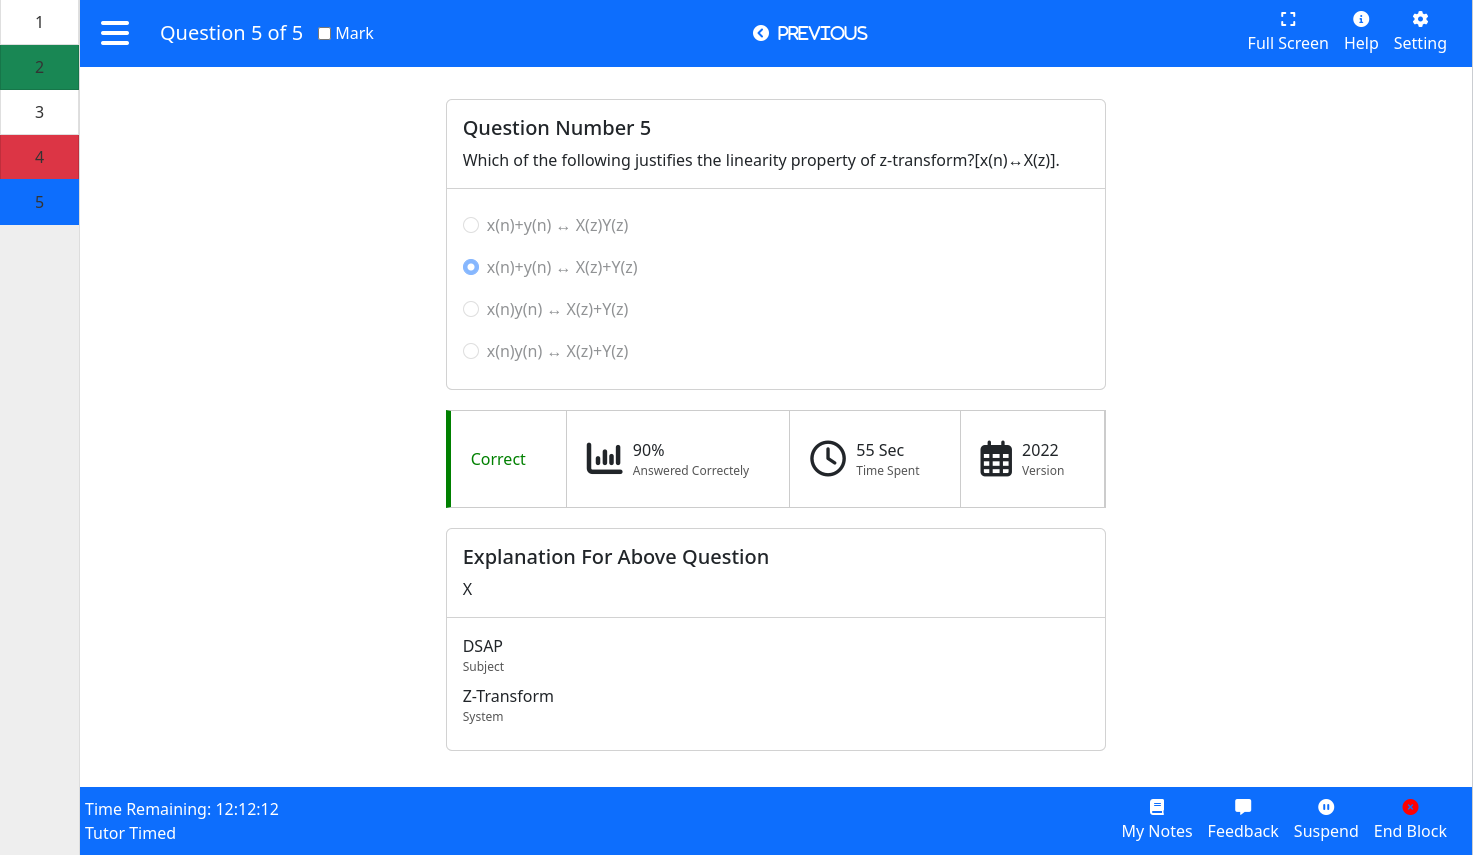 1
2
3
4
5
Question 5 of 5
Mark
PREVIOUS
Full Screen
Help
Setting
Question Number 5
Which of the following justifies the linearity property of z-transform?[x(n)↔X(z)].
x(n)+y(n) ↔ X(z)Y(z)
x(n)+y(n) ↔ X(z)+Y(z)
x(n)y(n) ↔ X(z)+Y(z)
x(n)y(n) ↔ X(z)+Y(z)
Correct
90%
Answered Correctely
55 Sec
Time Spent
2022
Version
Explanation For Above Question
X
DSAP
Subject
Z-Transform
System
Time Remaining: 12:12:12
Tutor Timed
My Notes
Feedback
Suspend
End Block